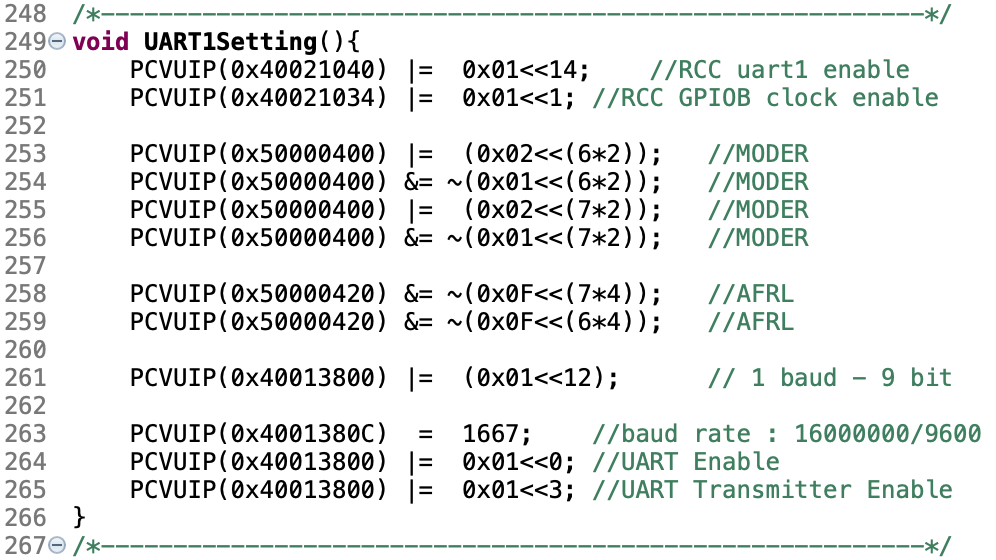 248 /*---------------------------------------------------------*/
249 void UART1Setting(){
250     PCVUIP(0x40021040) |=  0x01<<14;    //RCC uart1 enable
251     PCVUIP(0x40021034) |=  0x01<<1; //RCC GPIOB clock enable
252
253     PCVUIP(0x50000400) |=  (0x02<<(6*2));   //MODER
254     PCVUIP(0x50000400) &= ~(0x01<<(6*2));   //MODER
255     PCVUIP(0x50000400) |=  (0x02<<(7*2));   //MODER
256     PCVUIP(0x50000400) &= ~(0x01<<(7*2));   //MODER
257
258     PCVUIP(0x50000420) &= ~(0x0F<<(7*4));   //AFRL
259     PCVUIP(0x50000420) &= ~(0x0F<<(6*4));   //AFRL
260
261     PCVUIP(0x40013800) |=  (0x01<<12);      // 1 baud - 9 bit
262
263     PCVUIP(0x4001380C)  =  1667;    //baud rate : 16000000/9600
264     PCVUIP(0x40013800) |=  0x01<<0; //UART Enable
265     PCVUIP(0x40013800) |=  0x01<<3; //UART Transmitter Enable
266 }
267 /*---------------------------------------------------------*/